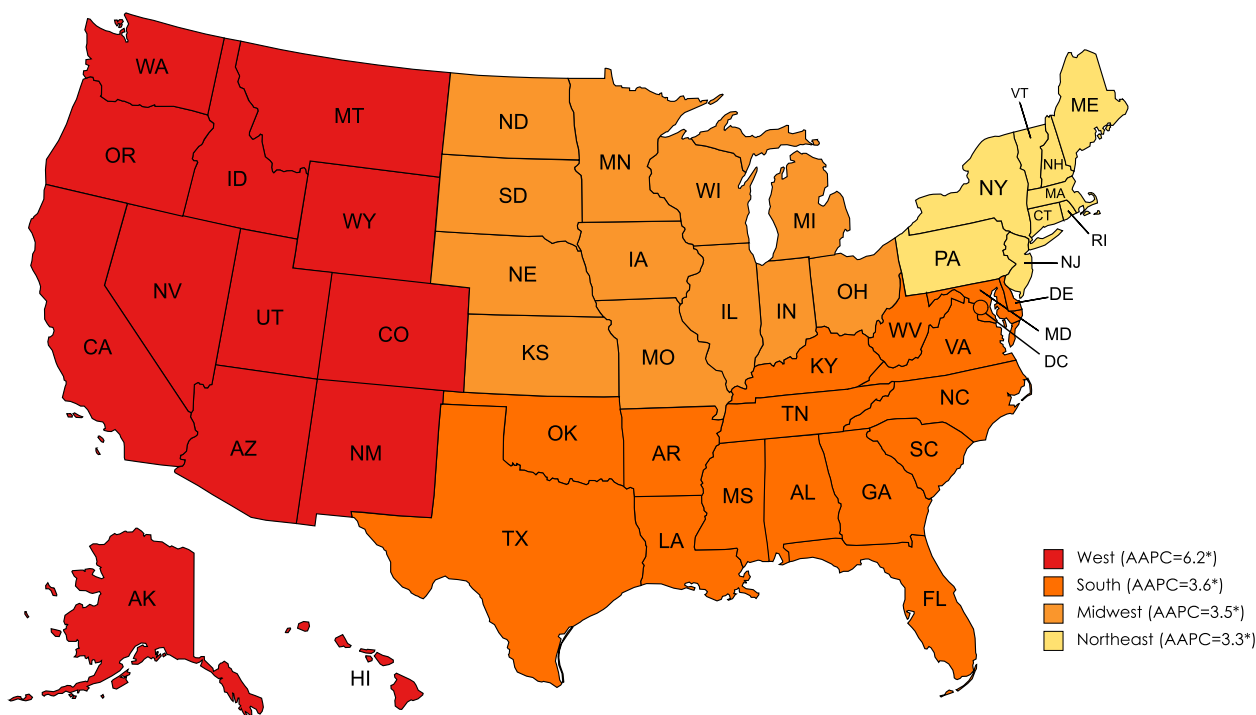 WA
MT
ND
MN
VT
ME
OR
ID
SD
WI
MI
NY
NH
MA
CT
RI
WY
NE
IA
PA
NJ
NV
UT
CO
KS
IL
IN
OH
DE
MD
DC
CA
MO
KY
WV
VA
AZ
NM
OK
AR
TN
NC
SC
TX
LA
MS
AL
GA
FL
AK
HI
West (AAPC=6.2*)
South (AAPC=3.6*)
Midwest (AAPC=3.5*)
Northeast (AAPC=3.3*)